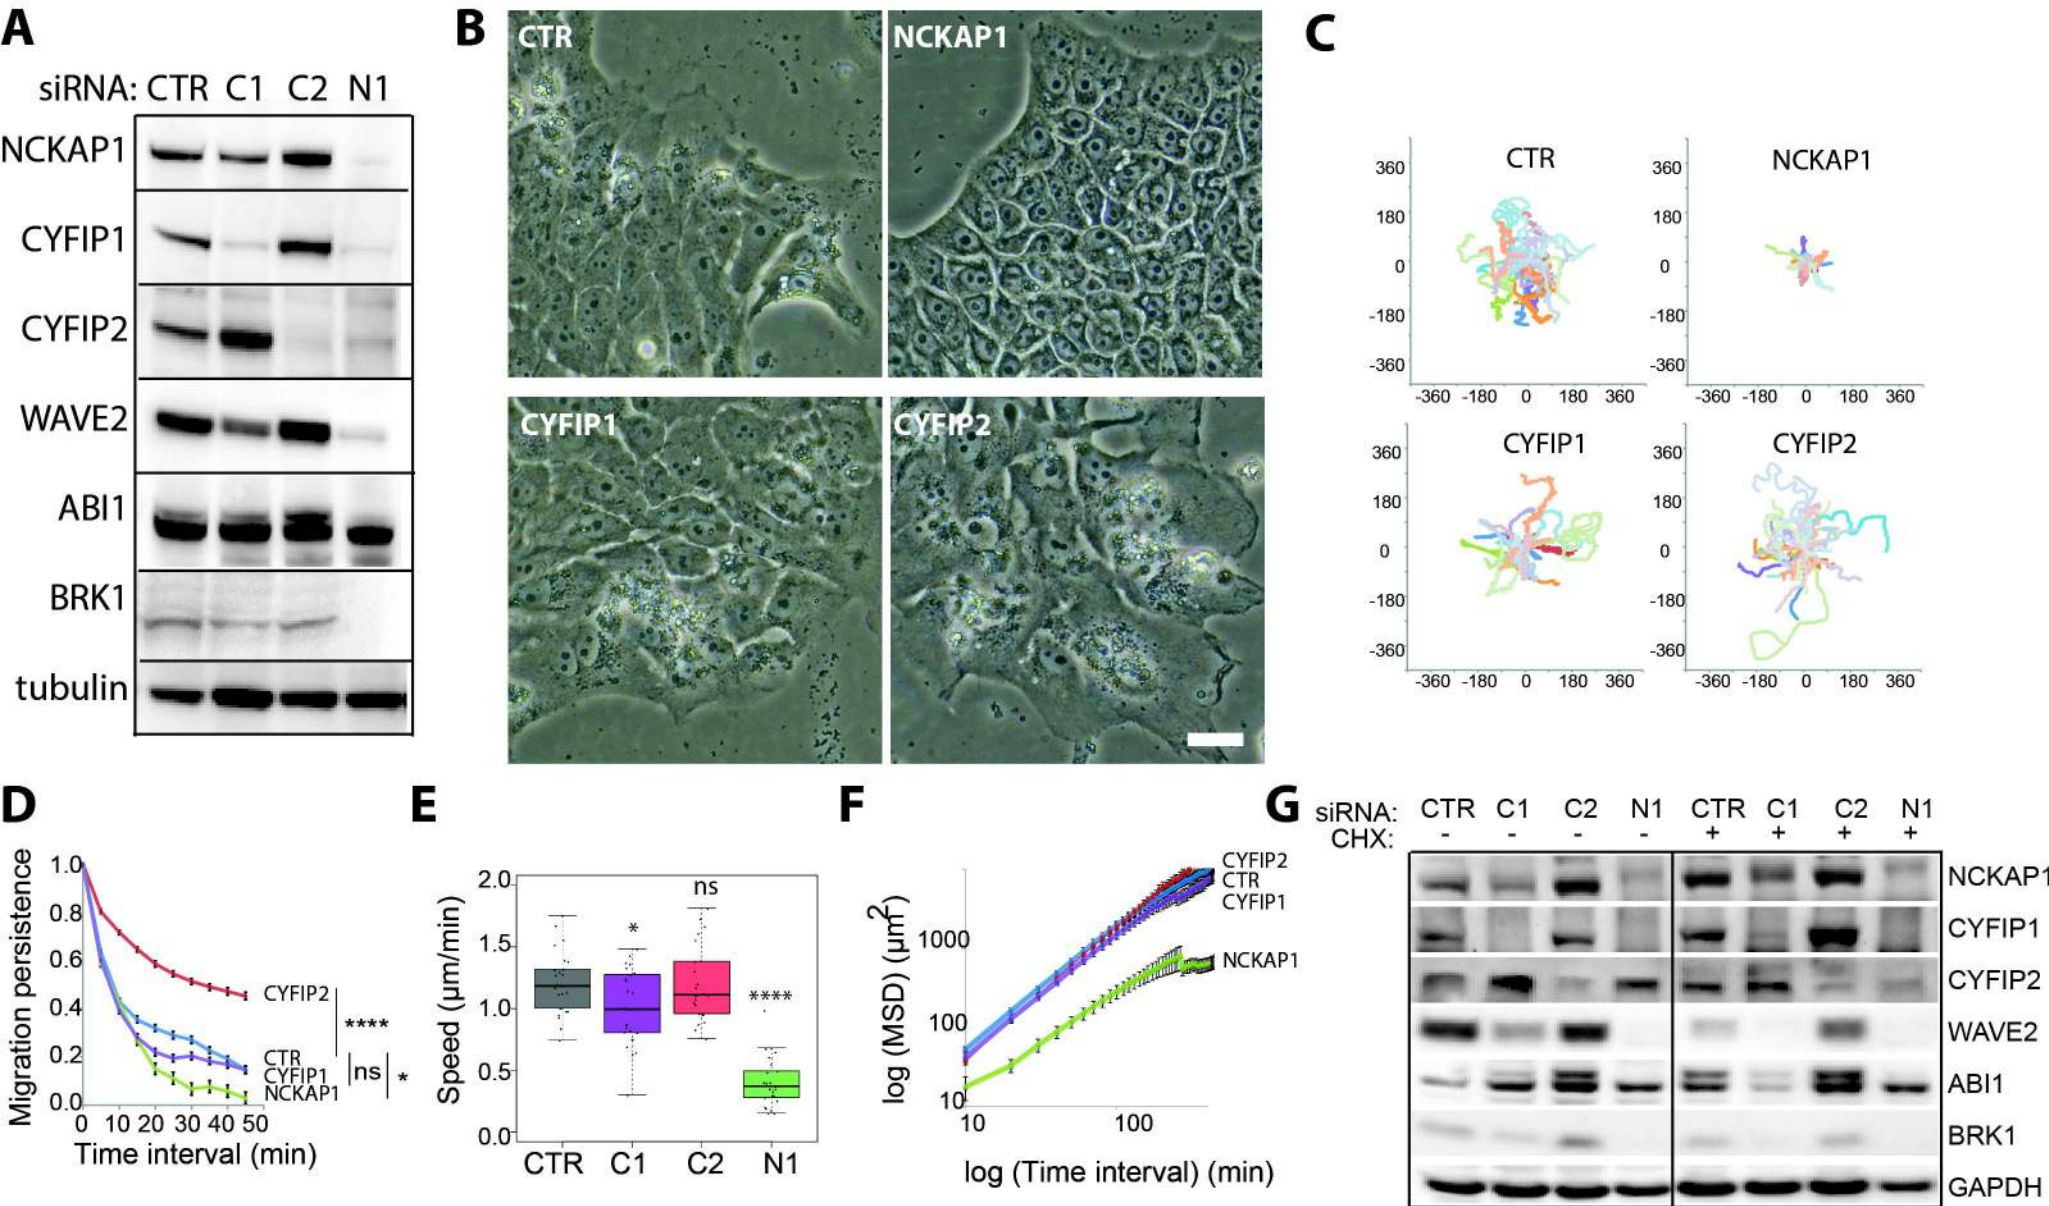 A
siRNA: CTR C1 C2 N1
NCKAP1
CYFIP1
CYFIP2
WAVE2
ABI1
BRK1
tubulin
B
CTR
NCKAP1
CYFIP1
CYFIP2
C
CTR
360
180
0
-180
-360
-360 -180 0 180 360
NCKAP1
360
180
0
-180
-360
-360 -180 0 180 360
CYFIP1
360
180
0
-180
-360
-360 -180 0 180 360
CYFIP2
360
180
0
-180
-360
-360 -180 0 180 360
D
Migration persistence
1.0
0.8
0.6
0.4
0.2
0.0
0 10 20 30 40 50
Time interval (min)
CYFIP2
CTR
CYFIP1
NCKAP1
****
ns
*
E
Speed (µm/min)
2.0
1.5
1.0
0.5
0.0
*
ns
****
CTR C1 C2 N1
F
log (MSD) (µm2)
1000
100
10
10 100
log (Time interval) (min)
CYFIP2
CTR
CYFIP1
NCKAP1
G
siRNA: CTR C1 C2 N1 CTR C1 C2 N1
CHX: - - - - + + + +
NCKAP1
CYFIP1
CYFIP2
WAVE2
ABI1
BRK1
GAPDH